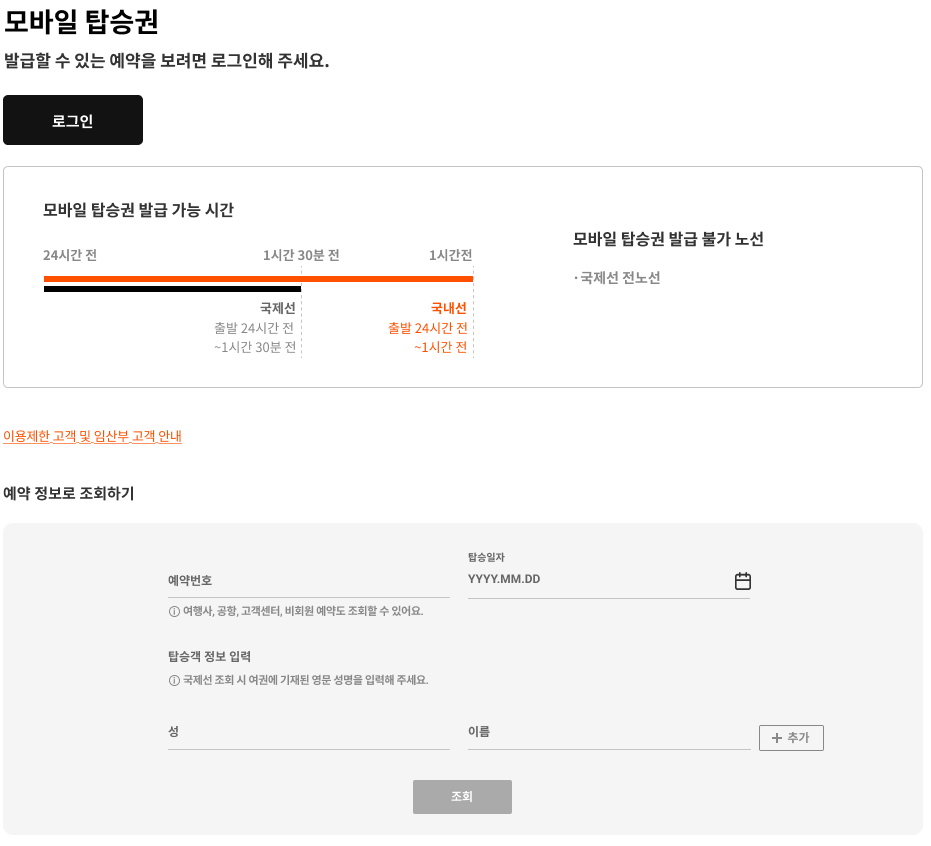 모바일 탑승권
발급할 수 있는 예약을 보려면 로그인해 주세요.
로그인
모바일 탑승권 발급 가능 시간
24시간 전
1시간 30분 전
1시간전
국제선
출발 24시간 전
~1시간 30분 전
국내선
출발 24시간 전
~1시간 전
모바일 탑승권 발급 불가 노선
· 국제선 전노선
이용제한 고객 및 임산부 고객 안내
예약 정보로 조회하기
예약번호
탑승일자
YYYY.MM.DD
여행사, 공항, 고객센터, 비회원 예약도 조회할 수 있어요.
탑승객 정보 입력
국제선 조회 시 여권에 기재된 영문 성명을 입력해 주세요.
성
이름
+ 추가
조회